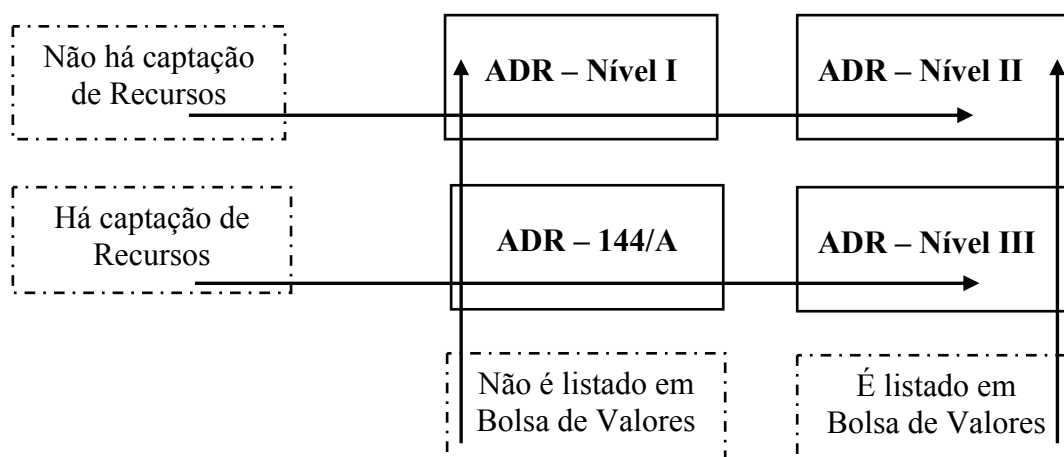 Não há captação
de Recursos
ADR – Nível I
ADR – Nível II
Há captação de
Recursos
ADR – 144/A
ADR – Nível III
Não é listado em
Bolsa de Valores
É listado em
Bolsa de Valores